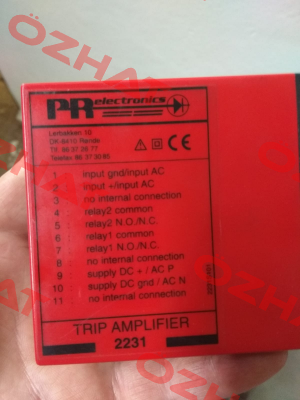 ÖZHAT
PR electronics
Lerbakken 10
DK-8410 Rønde
Tlf. 86 37 26 77
Telefax 86 37 30 85
CE
1 : input gnd/input AC
2 : input +/input AC
3 : no internal connection
4 : relay2 common
5 : relay2 N.O./N.C.
6 : relay1 common
7 : relay1 N.O./N.C.
8 : no internal connection
9 : supply DC + / AC P
10 : supply DC gnd / AC N
11 : no internal connection
TRIP AMPLIFIER
2231